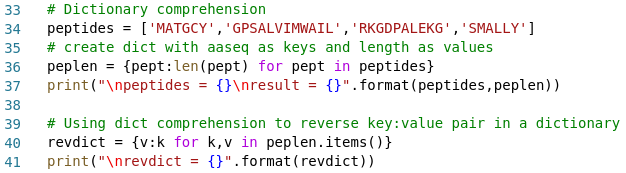 33 # Dictionary comprehension
34 peptides = ['MATGCY','GPSALVIMWAIL','RKGDPALEKG','SMALLY']
35 # create dict with aaseq as keys and length as values
36 peplen = {pept:len(pept) for pept in peptides}
37 print("\npeptides = {}\nresult = {}".format(peptides,peplen))
38
39 # Using dict comprehension to reverse key:value pair in a dictionary
40 revdict = {v:k for k,v in peplen.items()}
41 print("\nrevdict = {}".format(revdict))